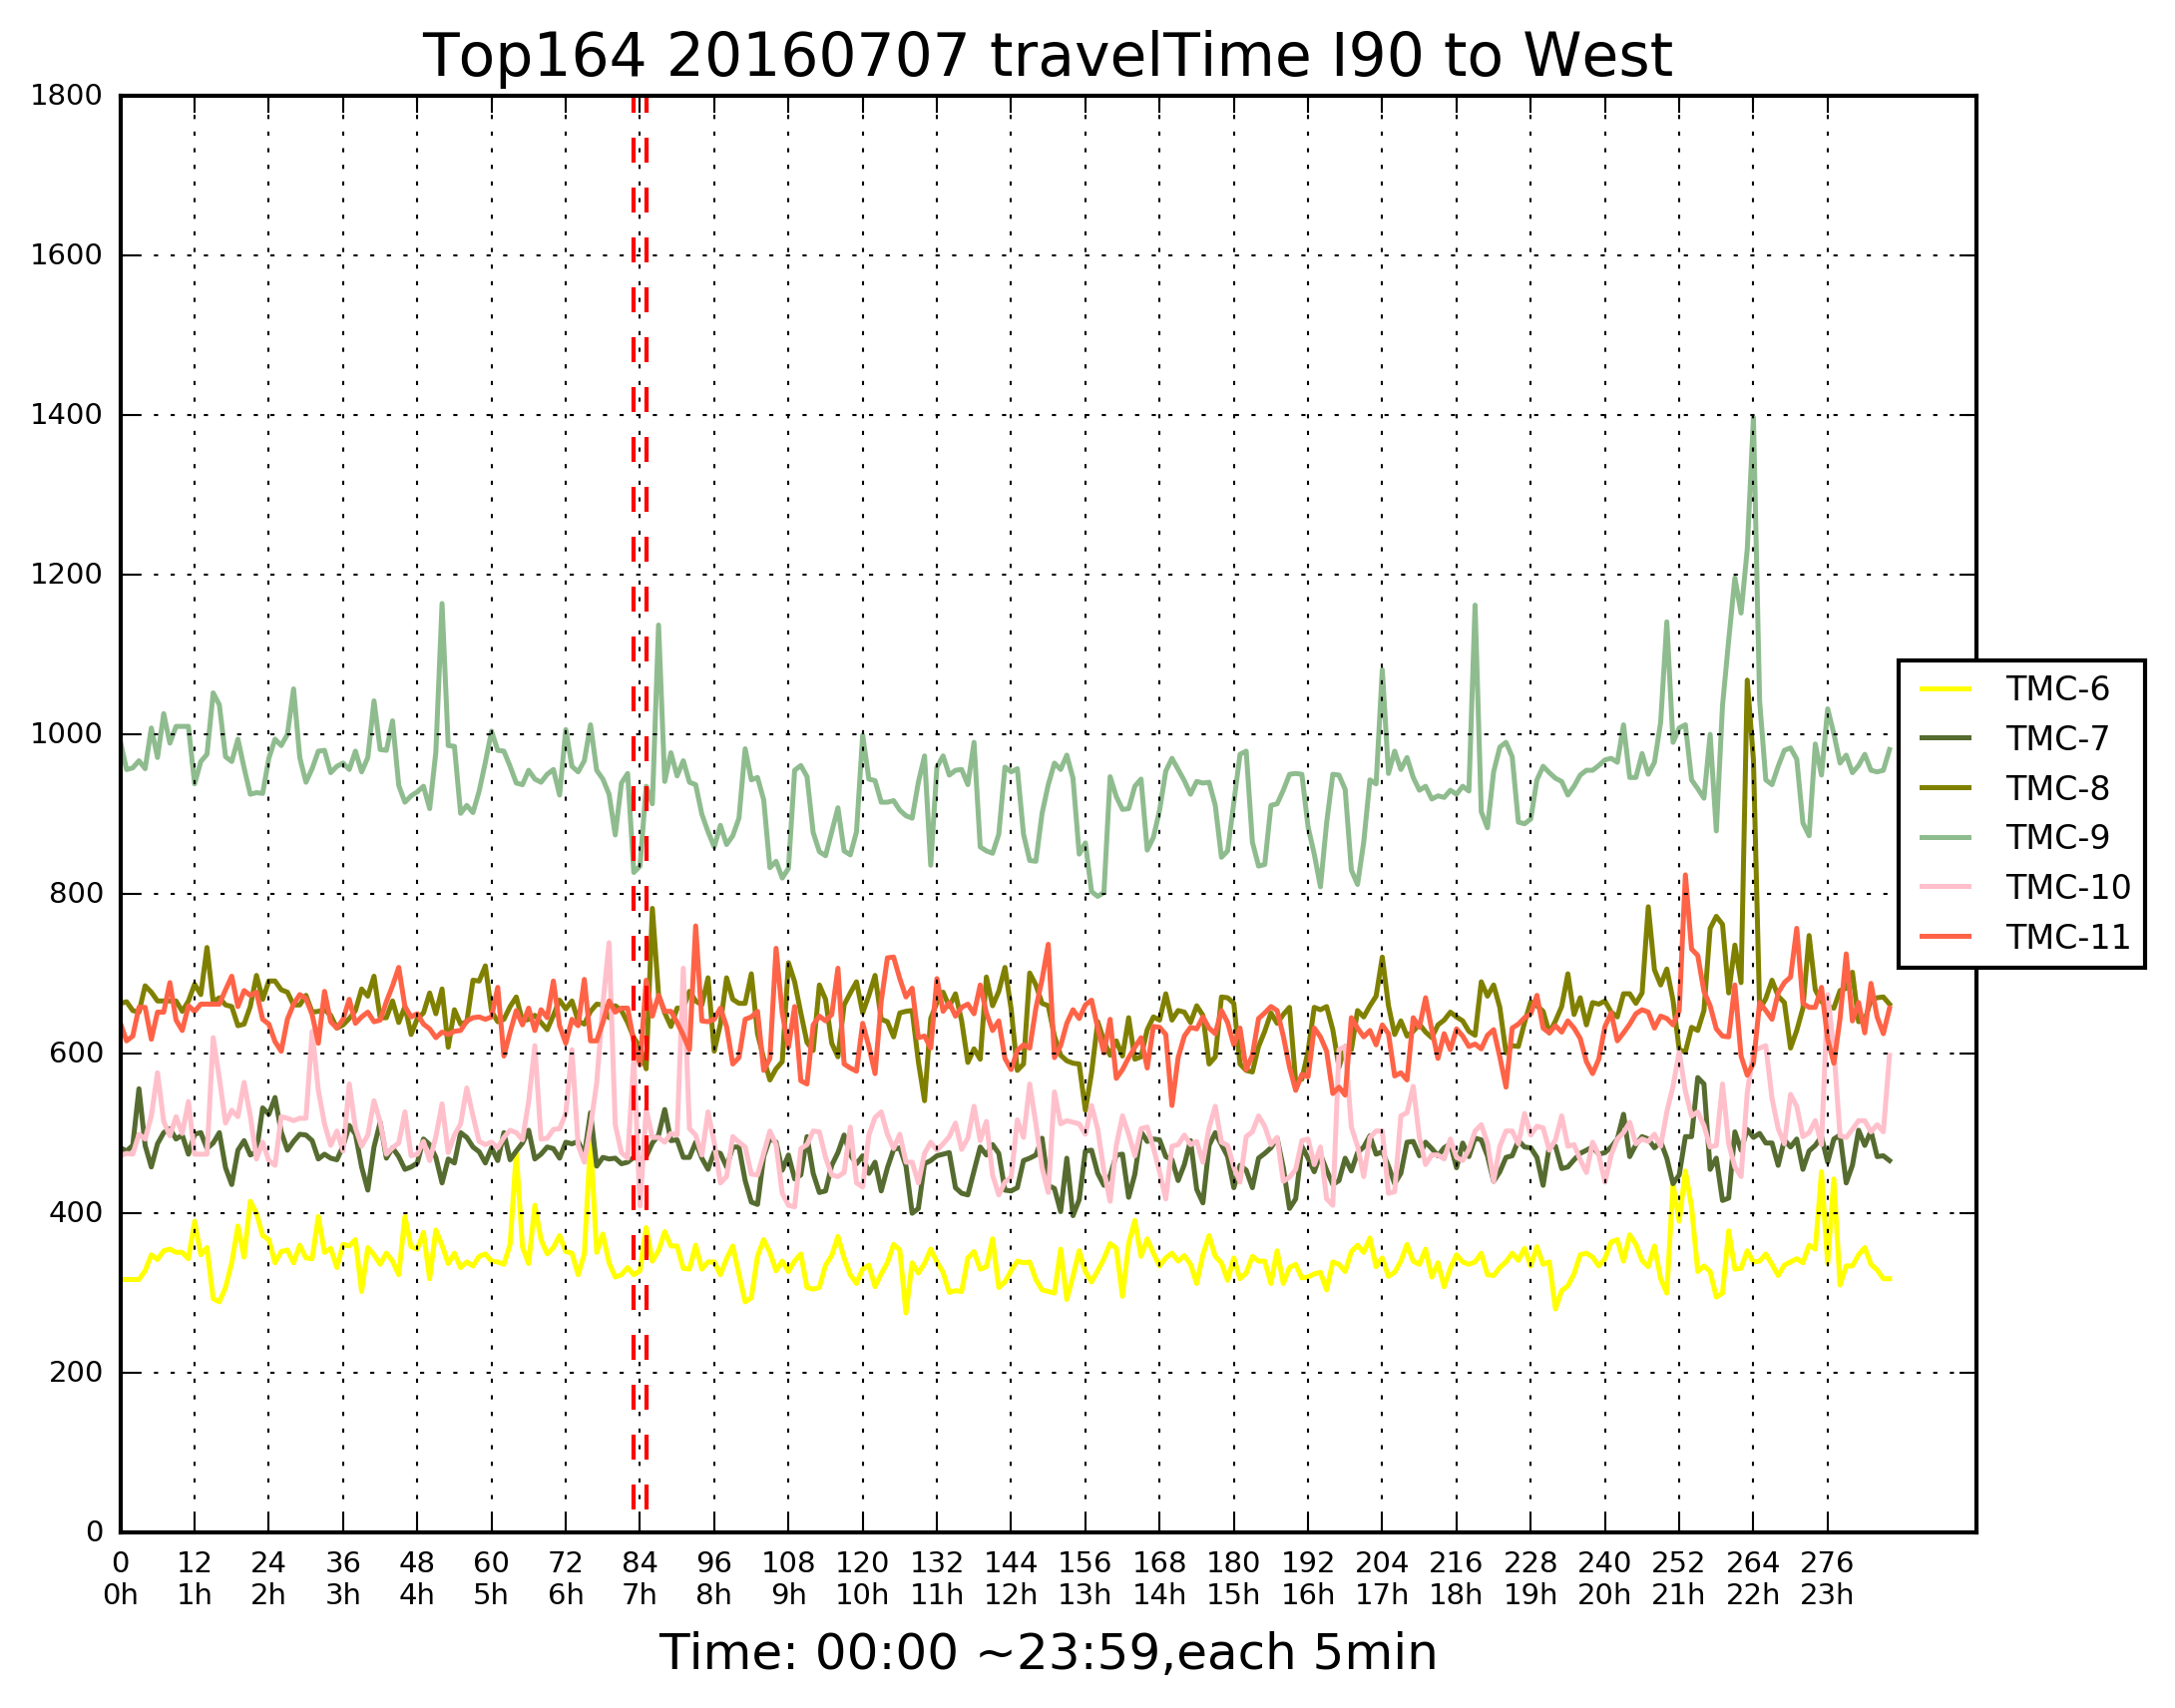 Top164 20160707 travelTime I90 to West
1800
1600
1400
1200
1000
800
600
400
200
0
TMC-6
TMC-7
TMC-8
TMC-9
TMC-10
TMC-11
0 12 24 36 48 60 72 84 96 108 120 132 144 156 168 180 192 204 216 228 240 252 264 276
0h 1h 2h 3h 4h 5h 6h 7h 8h 9h 10h 11h 12h 13h 14h 15h 16h 17h 18h 19h 20h 21h 22h 23h
Time: 00:00 ~23:59,each 5min